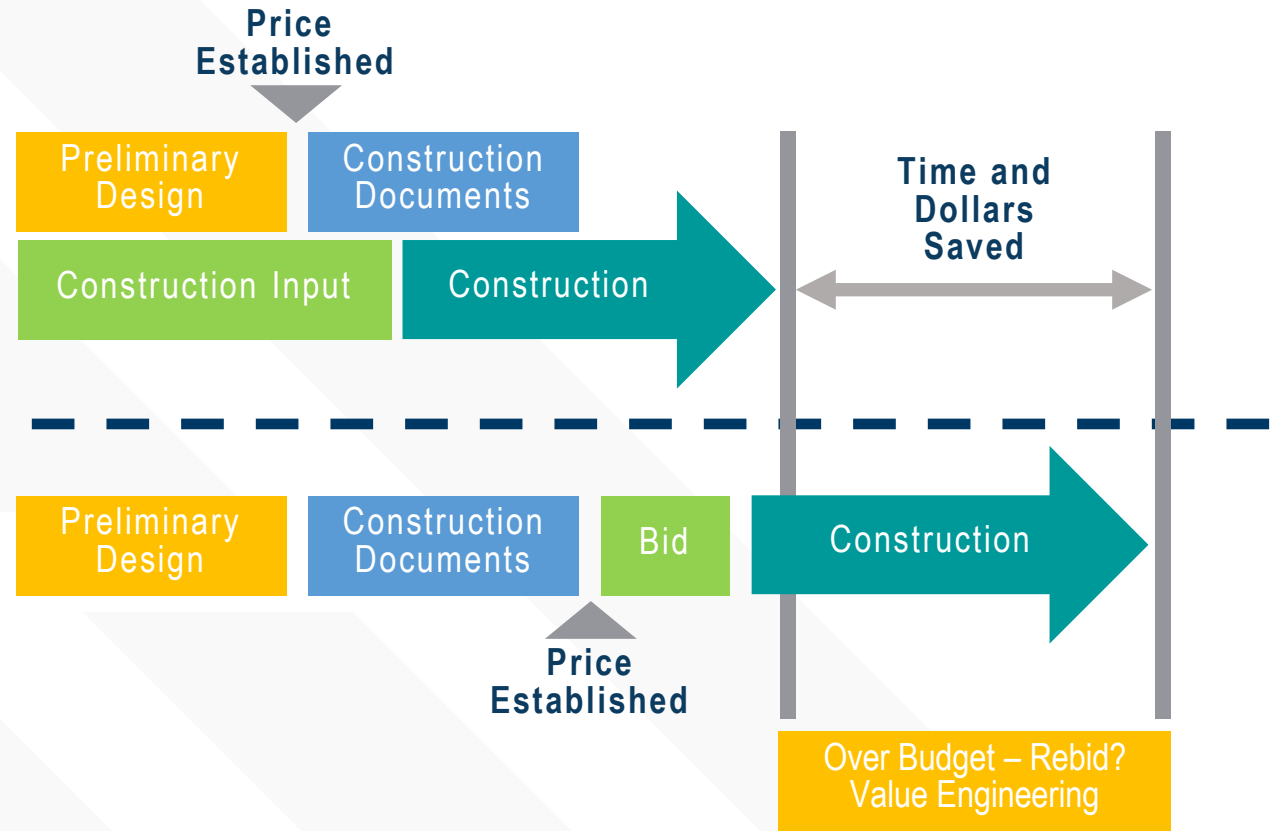 Price
Established
Preliminary
Design
Construction
Documents
Time and
Dollars
Saved
Construction Input
Construction
Preliminary
Design
Construction
Documents
Bid
Construction
Price
Established
Over Budget – Rebid?
Value Engineering